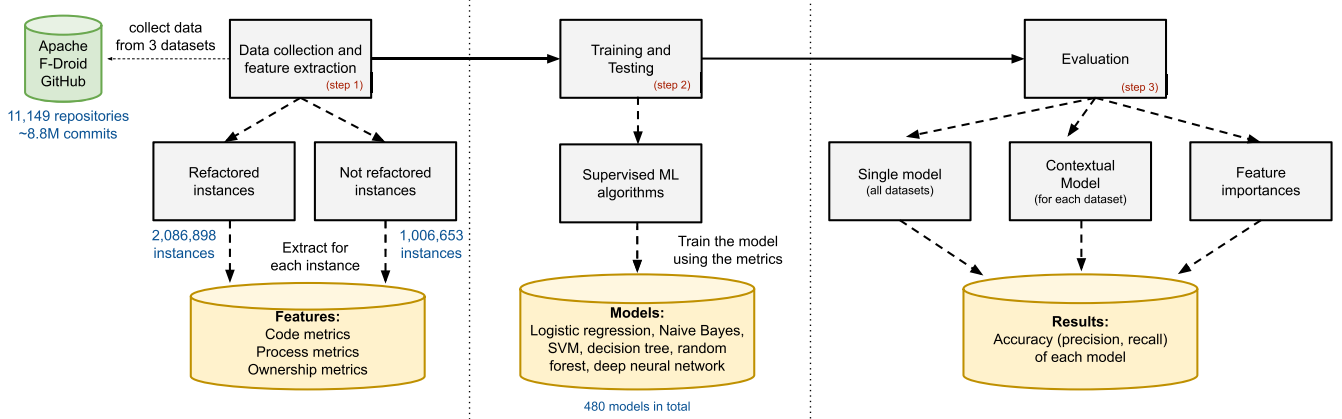 Apache
F-Droid
GitHub
11,149 repositories
~8.8M commits
collect data
from 3 datasets
Data collection and
feature extraction
(step 1)
Refactored
instances
Not refactored
instances
2,086,898
instances
Extract for
each instance
1,006,653
instances
Features:
Code metrics
Process metrics
Ownership metrics
Training and
Testing
(step 2)
Supervised ML
algorithms
Train the model
using the metrics
Models:
Logistic regression, Naive Bayes,
SVM, decision tree, random
forest, deep neural network
480 models in total
Evaluation
(step 3)
Single model
(all datasets)
Contextual
Model
(for each dataset)
Feature
importances
Results:
Accuracy (precision, recall)
of each model